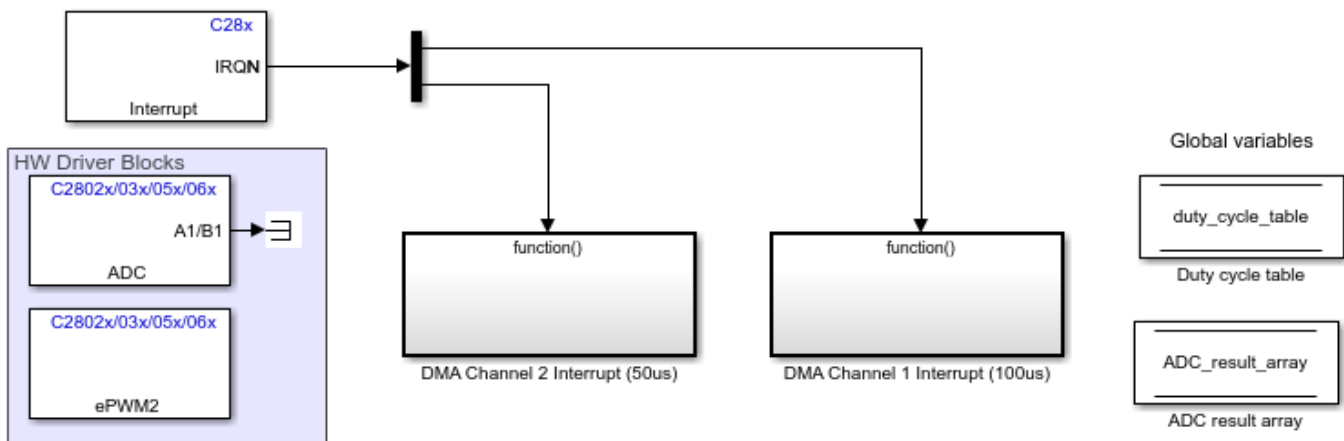 C28x
IRQN
Interrupt
HW Driver Blocks
C2802x/03x/05x/06x
A1/B1
ADC
C2802x/03x/05x/06x
ePWM2
function()
DMA Channel 2 Interrupt (50us)
function()
DMA Channel 1 Interrupt (100us)
Global variables
duty_cycle_table
Duty cycle table
ADC_result_array
ADC result array